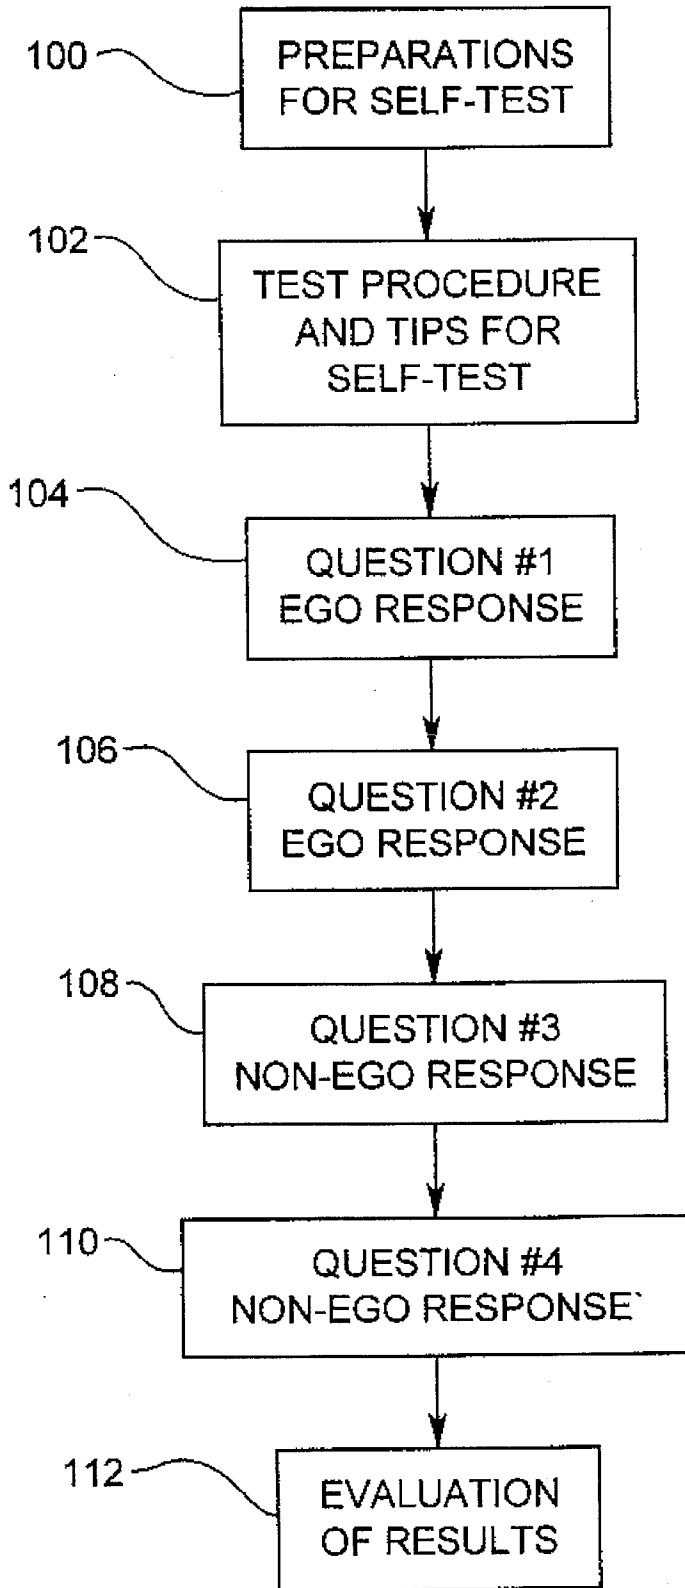 100
PREPARATIONS
FOR SELF-TEST
102
TEST PROCEDURE
AND TIPS FOR
SELF-TEST
104
QUESTION #1
EGO RESPONSE
106
QUESTION #2
EGO RESPONSE
108
QUESTION #3
NON-EGO RESPONSE
110
QUESTION #4
NON-EGO RESPONSE
112
EVALUATION
OF RESULTS